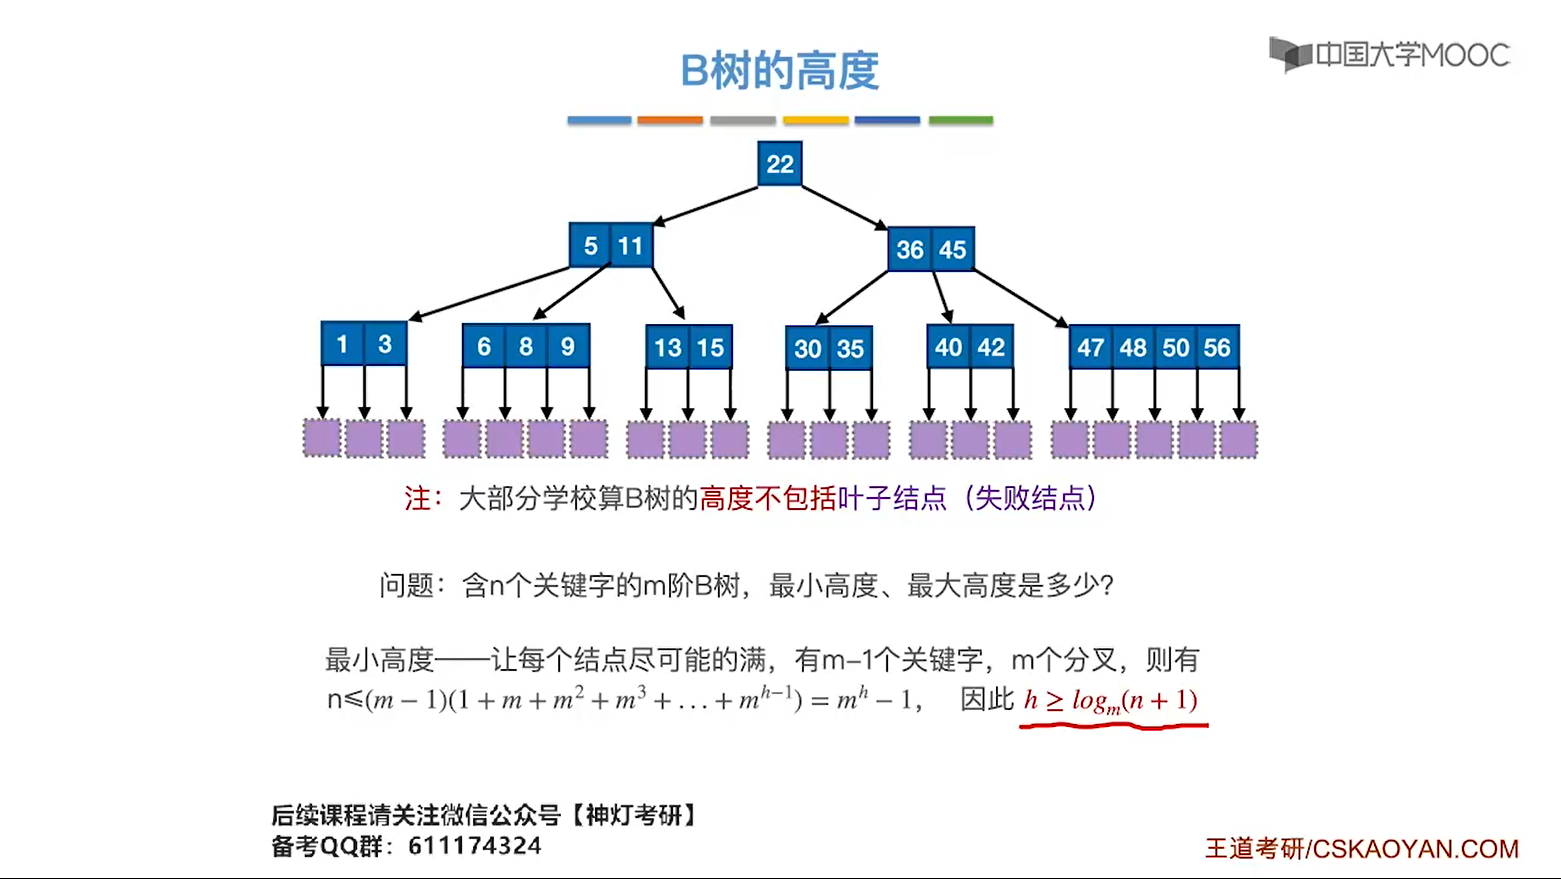 中国大学MOOC
B树的高度
22
5 11 36 45
1 3 6 8 9 13 15 30 35 40 42 47 48 50 56
注：大部分学校算B树的高度不包括叶子结点（失败结点）
问题：含n个关键字的m阶B树，最小高度、最大高度是多少？
最小高度——让每个结点尽可能的满，有m-1个关键字，m个分叉，则有
n≤(m − 1)(1 + m + m² + m³ + … + mʰ⁻¹) = mʰ − 1， 因此 h ≥ logₘ(n + 1)
后续课程请关注微信公众号【神灯考研】
备考QQ群：611174324
王道考研/CSKAOYAN.COM